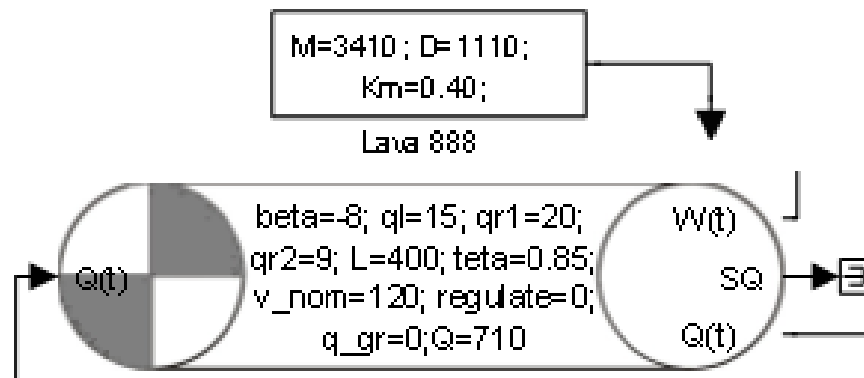 M=3410; D=1110;
Km=0.40;
Lava 888
beta=-8; ql=15; qr1=20;
qr2=9; L=400; teta=0.85;
v_nom=120; regulate=0;
q_gr=0;Q=710
Q(t)
W(t)
SQ
Q(t)